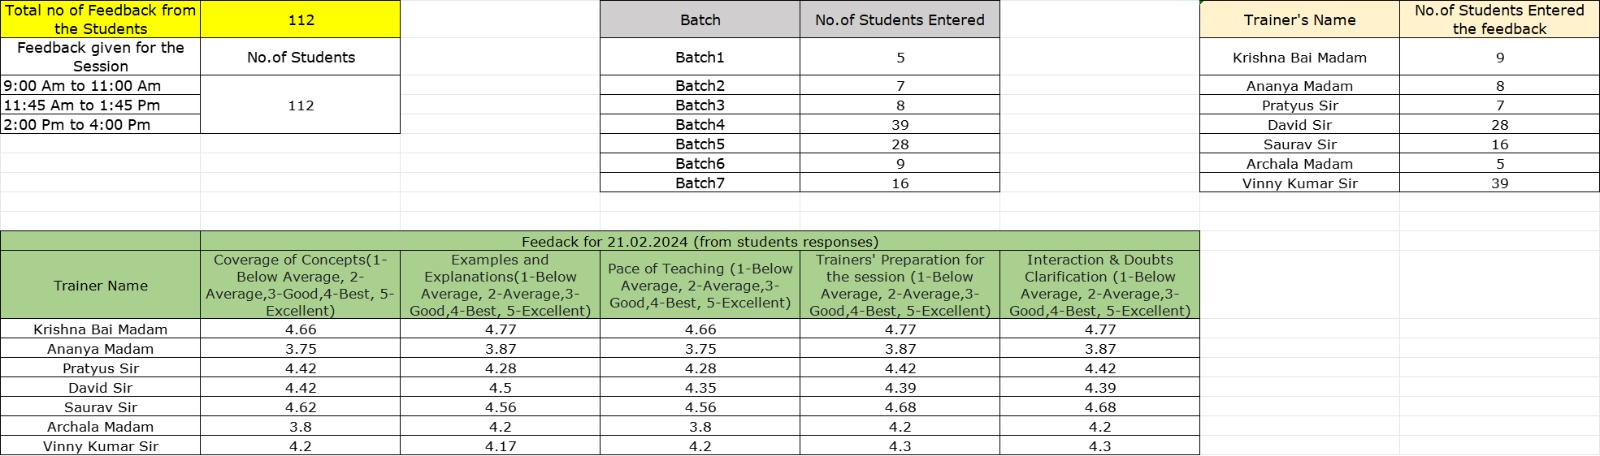 Total no of Feedback from
the Students
112
Feedback given for the
Session
No.of Students
9:00 Am to 11:00 Am
11:45 Am to 1:45 Pm
2:00 Pm to 4:00 Pm
112
Batch
No.of Students Entered
Batch1
5
Batch2
7
Batch3
8
Batch4
39
Batch5
28
Batch6
9
Batch7
16
Trainer's Name
No.of Students Entered
the feedback
Krishna Bai Madam
9
Ananya Madam
8
Pratyus Sir
7
David Sir
28
Saurav Sir
16
Archala Madam
5
Vinny Kumar Sir
39
Feedack for 21.02.2024 (from students responses)
Trainer Name
Coverage of Concepts(1-
Below Average, 2-
Average,3-Good,4-Best, 5-
Excellent)
Examples and
Explanations(1-Below
Average, 2-Average,3-
Good,4-Best, 5-Excellent)
Pace of Teaching (1-Below
Average, 2-Average,3-
Good,4-Best, 5-Excellent)
Trainers' Preparation for
the session (1-Below
Average, 2-Average,3-
Good,4-Best, 5-Excellent)
Interaction & Doubts
Clarification (1-Below
Average, 2-Average,3-
Good,4-Best, 5-Excellent)
Krishna Bai Madam
4.66
4.77
4.66
4.77
4.77
Ananya Madam
3.75
3.87
3.75
3.87
3.87
Pratyus Sir
4.42
4.28
4.28
4.42
4.42
David Sir
4.42
4.5
4.35
4.39
4.39
Saurav Sir
4.62
4.56
4.56
4.68
4.68
Archala Madam
3.8
4.2
3.8
4.2
4.2
Vinny Kumar Sir
4.2
4.17
4.2
4.3
4.3